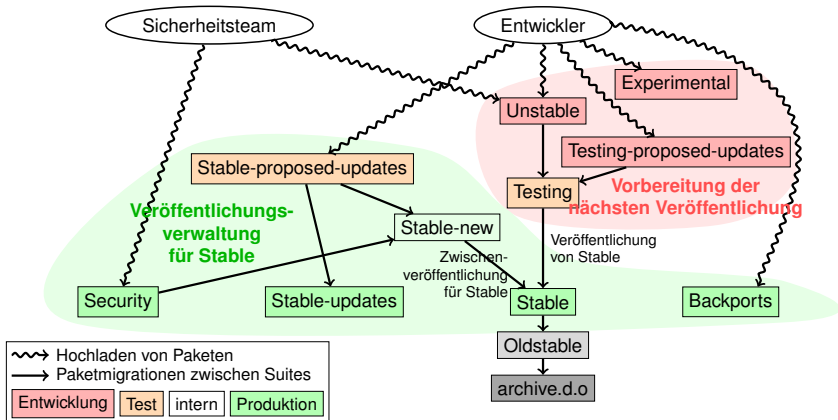 Sicherheitsteam
Entwickler
Experimental
Unstable
Testing-proposed-updates
Stable-proposed-updates
Testing
Vorbereitung der
nächsten Veröffentlichung
Veröffentlichungs-
verwaltung
für Stable
Stable-new
Zwischen-
veröffentlichung
für Stable
Veröffentlichung
von Stable
Security
Stable-updates
Stable
Backports
Oldstable
archive.d.o
Hochladen von Paketen
Paketmigrationen zwischen Suites
Entwicklung
Test
intern
Produktion